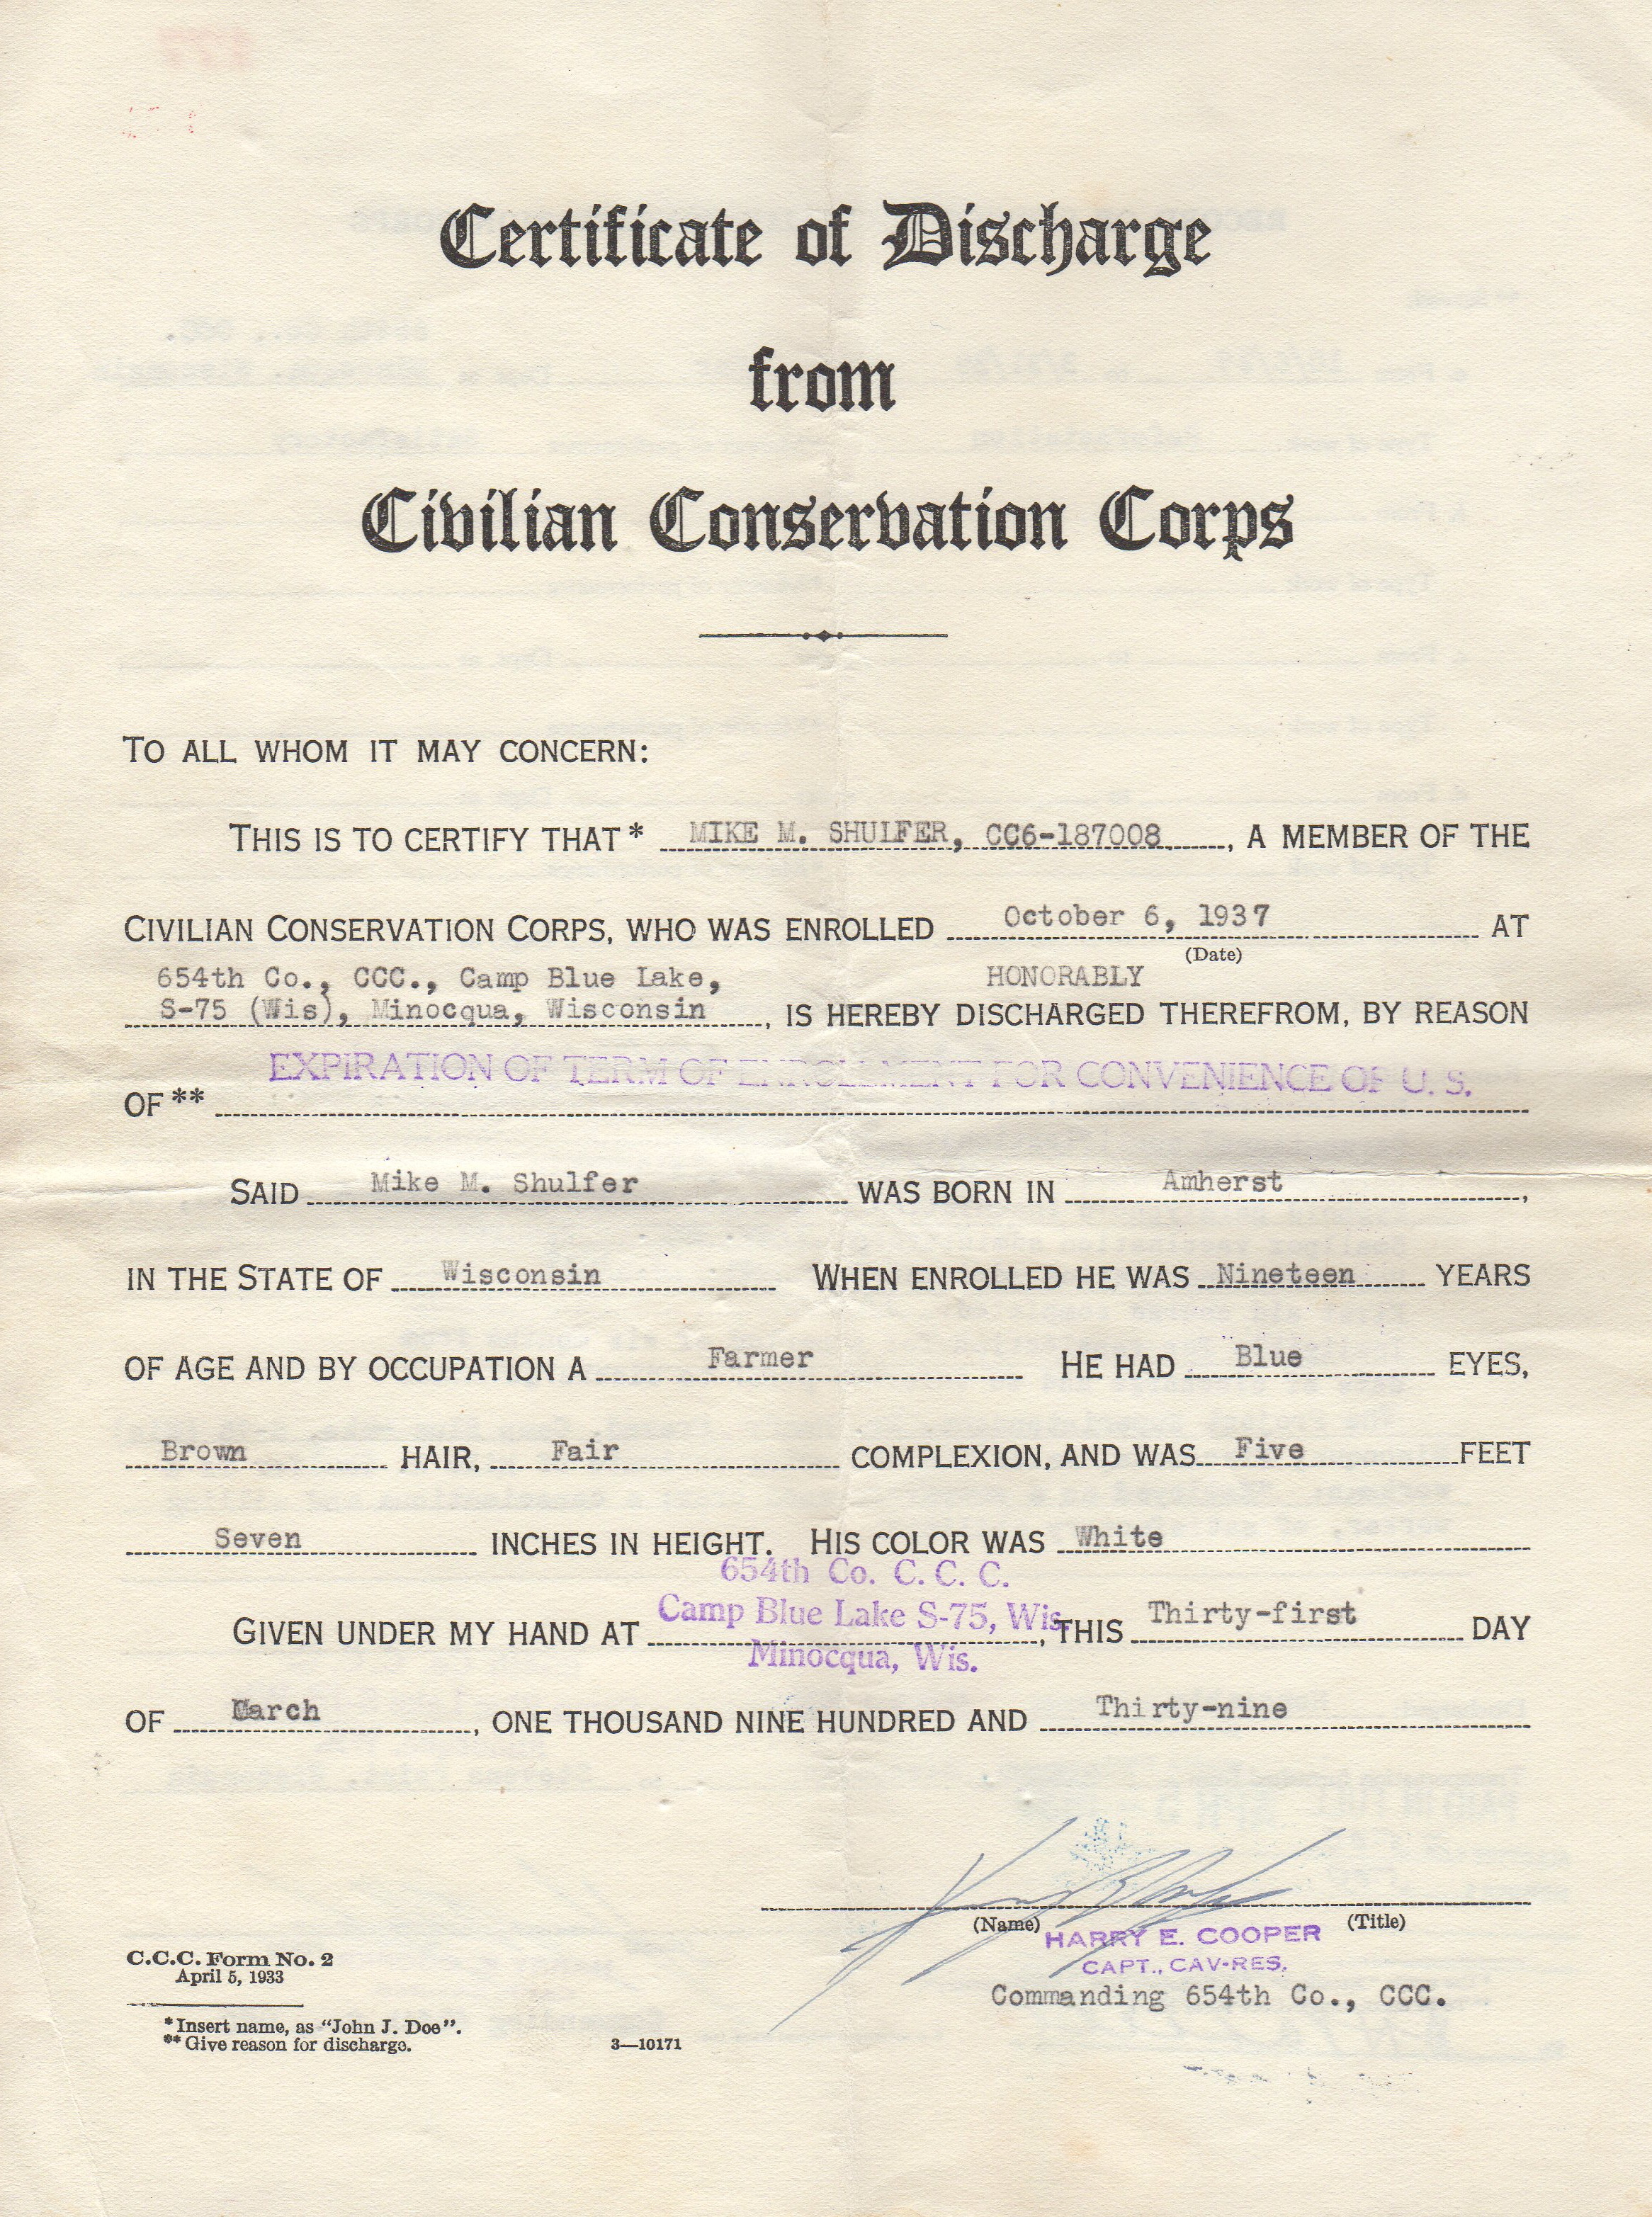 Certificate of Discharge
from
Civilian Conservation Corps
TO ALL WHOM IT MAY CONCERN:
THIS IS TO CERTIFY THAT * MIKE M. SHULFER, CC6-187008, A MEMBER OF THE
CIVILIAN CONSERVATION CORPS, WHO WAS ENROLLED October 6, 1937 AT
(Date)
654th Co., CCC., Camp Blue Lake, HONORABLY
S-75 (Wis), Minocqua, Wisconsin, IS HEREBY DISCHARGED THEREFROM, BY REASON
EXPIRATION OF TERM OF ENROLLMENT FOR CONVENIENCE OF U. S.
OF **
SAID Mike M. Shulfer WAS BORN IN Amherst,
IN THE STATE OF Wisconsin WHEN ENROLLED HE WAS Nineteen YEARS
OF AGE AND BY OCCUPATION A Farmer HE HAD Blue EYES,
Brown HAIR, Fair COMPLEXION, AND WAS Five FEET
Seven INCHES IN HEIGHT. HIS COLOR WAS White
654th Co. C. C. C.
Camp Blue Lake S-75, Wis.
GIVEN UNDER MY HAND AT, THIS Thirty-first DAY
Minocqua, Wis.
OF March, ONE THOUSAND NINE HUNDRED AND Thirty-nine
(Name) (Title)
HARRY E. COOPER
CAPT., CAV-RES.
Commanding 654th Co., CCC.
C.C.C. Form No. 2
April 5, 1933
* Insert name, as "John J. Doe".
** Give reason for discharge.
3—10171